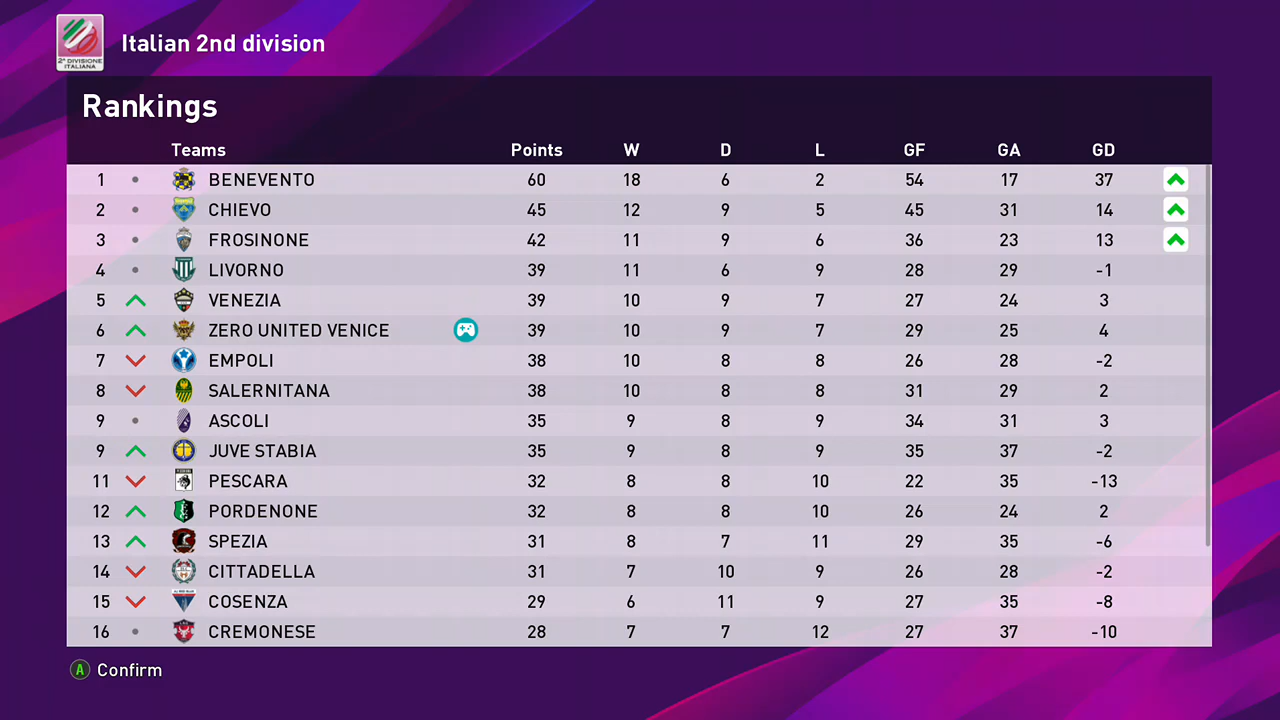 2ª DIVISIONE
ITALIANA
Italian 2nd division
Rankings
Teams Points W D L GF GA GD
1 BENEVENTO 60 18 6 2 54 17 37
2 CHIEVO 45 12 9 5 45 31 14
3 FROSINONE 42 11 9 6 36 23 13
4 LIVORNO 39 11 6 9 28 29 -1
5 VENEZIA 39 10 9 7 27 24 3
6 ZERO UNITED VENICE 39 10 9 7 29 25 4
7 EMPOLI 38 10 8 8 26 28 -2
8 SALERNITANA 38 10 8 8 31 29 2
9 ASCOLI 35 9 8 9 34 31 3
9 JUVE STABIA 35 9 8 9 35 37 -2
11 PESCARA 32 8 8 10 22 35 -13
12 PORDENONE 32 8 8 10 26 24 2
13 SPEZIA 31 8 7 11 29 35 -6
14 CITTADELLA 31 7 10 9 26 28 -2
15 COSENZA 29 6 11 9 27 35 -8
16 CREMONESE 28 7 7 12 27 37 -10
A Confirm